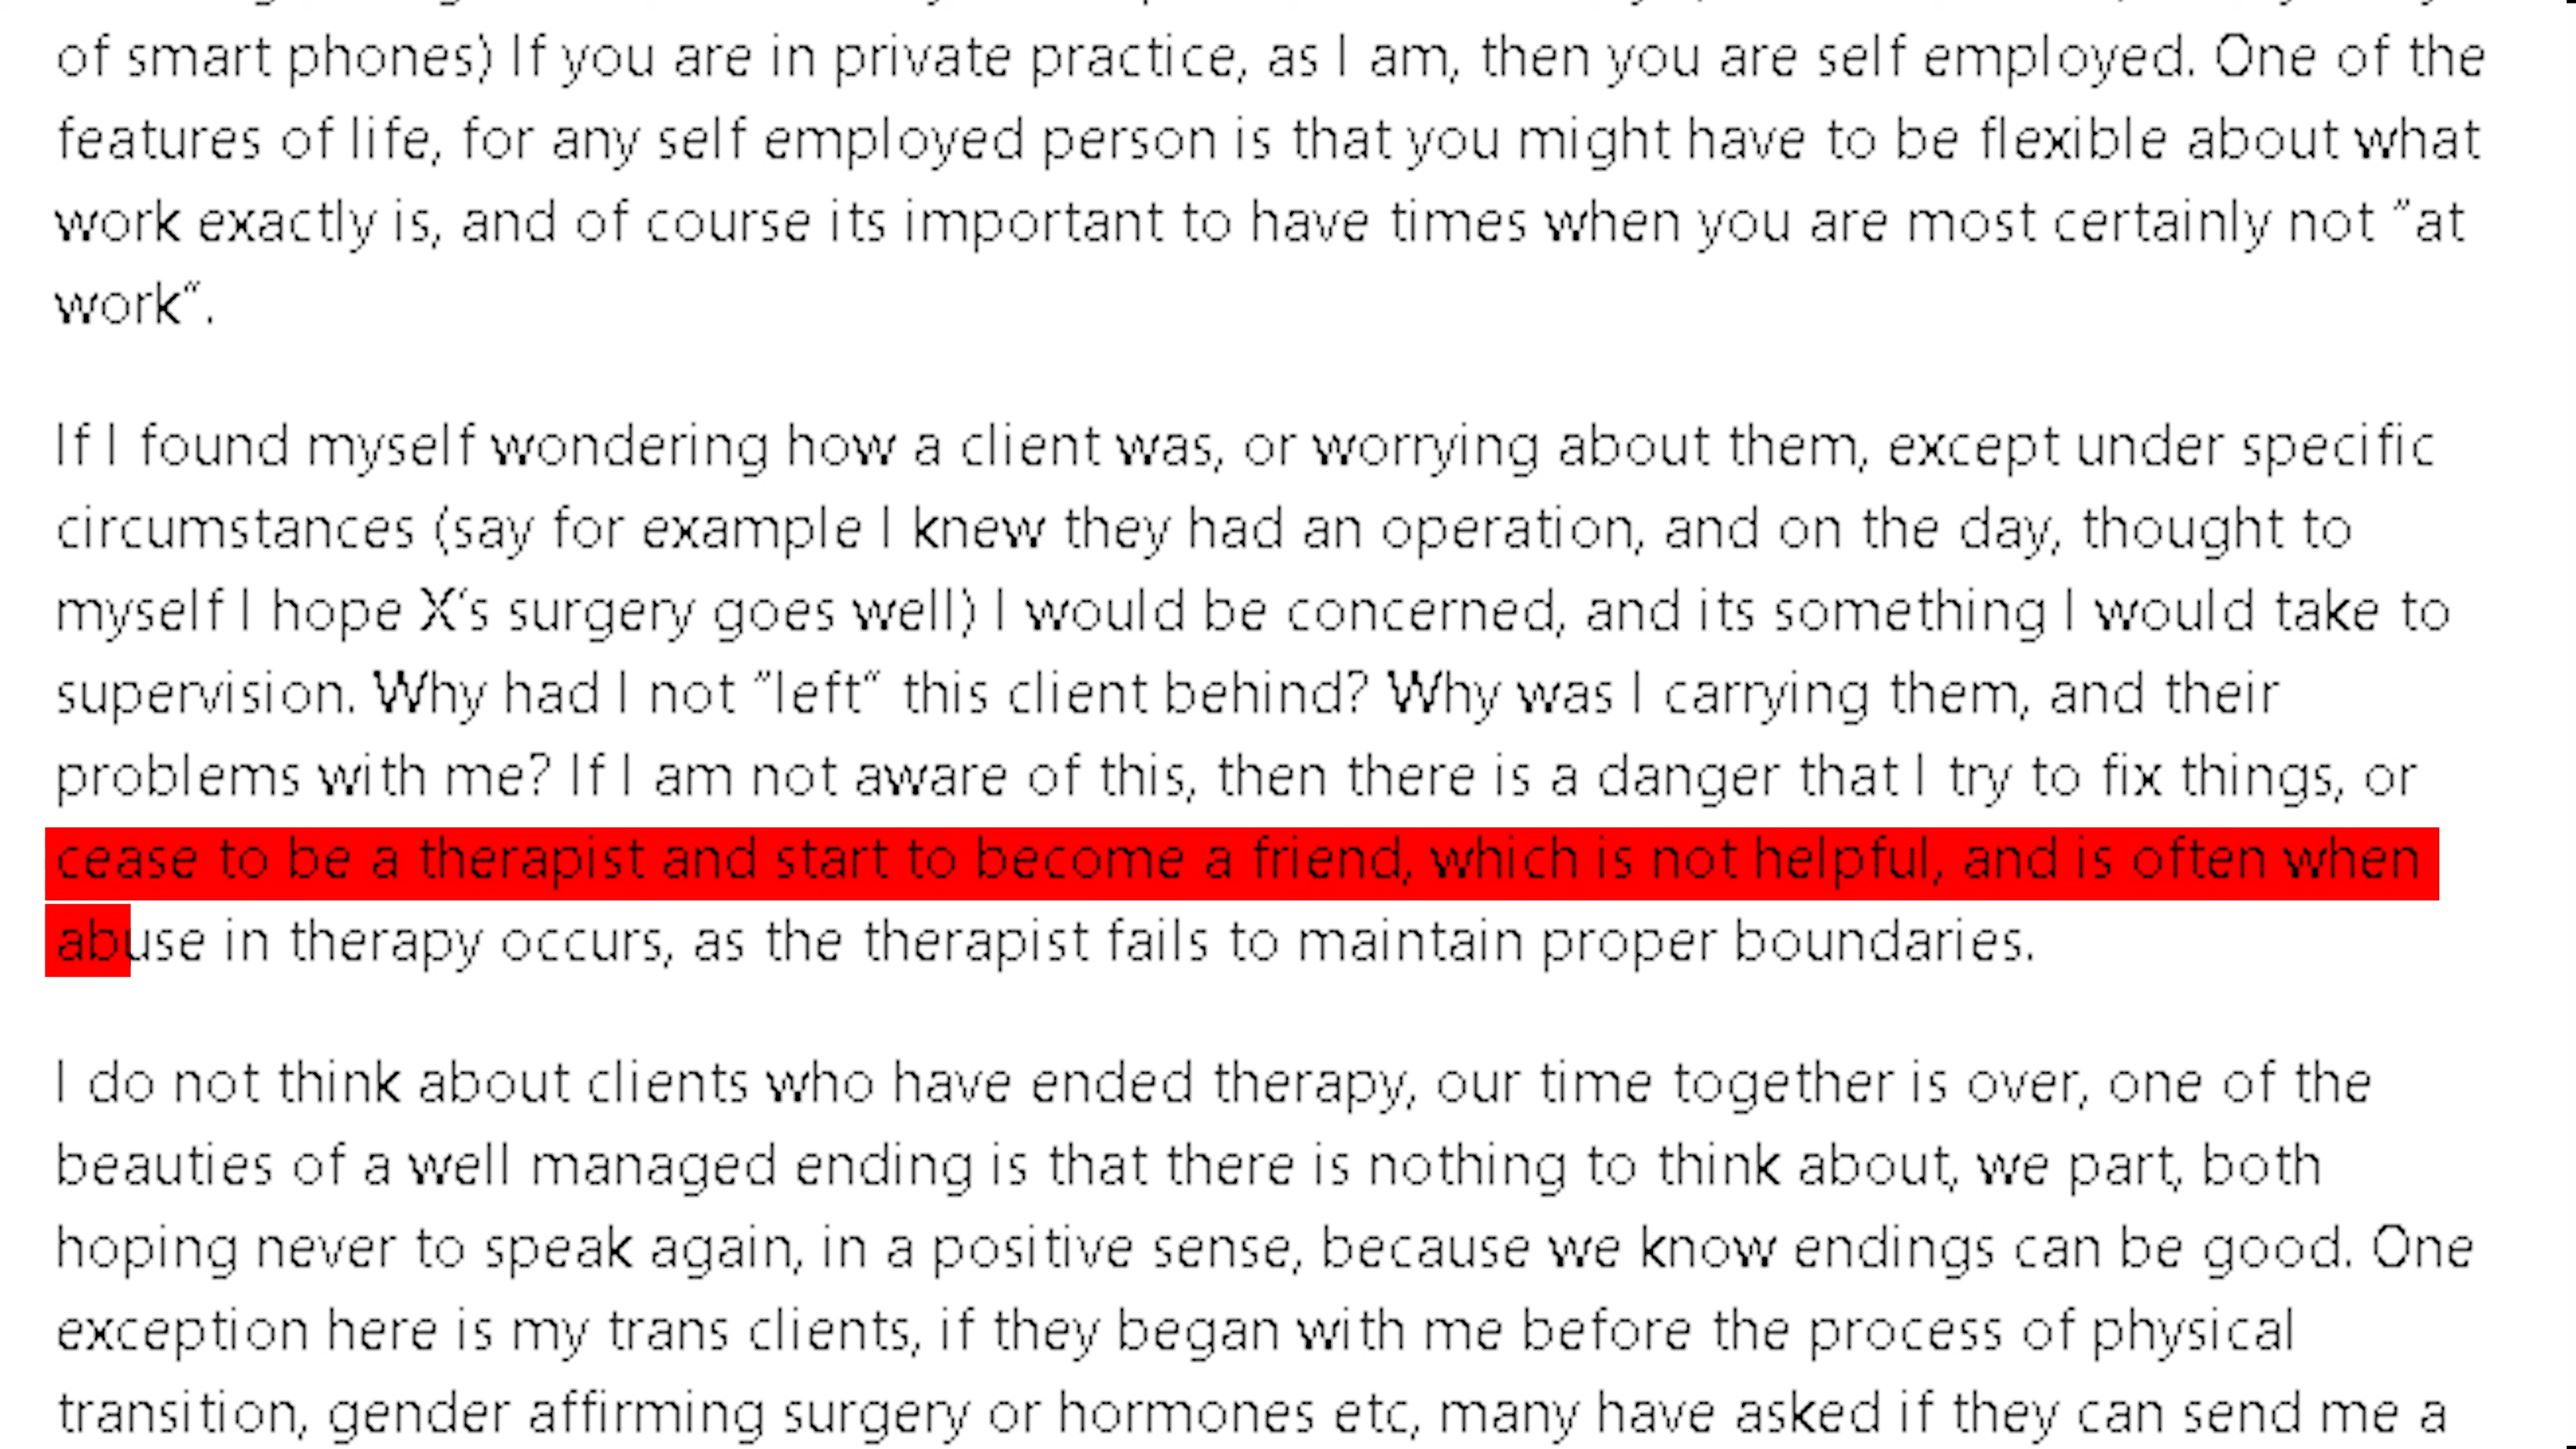 of smart phones) If you are in private practice, as I am, then you are self employed. One of the
features of life, for any self employed person is that you might have to be flexible about what
work exactly is, and of course its important to have times when you are most certainly not "at
work".
If I found myself wondering how a client was, or worrying about them, except under specific
circumstances (say for example I knew they had an operation, and on the day, thought to
myself I hope X's surgery goes well) I would be concerned, and its something I would take to
supervision. Why had I not "left" this client behind? Why was I carrying them, and their
problems with me? If I am not aware of this, then there is a danger that I try to fix things, or
cease to be a therapist and start to become a friend, which is not helpful, and is often when
abuse in therapy occurs, as the therapist fails to maintain proper boundaries.
I do not think about clients who have ended therapy, our time together is over, one of the
beauties of a well managed ending is that there is nothing to think about, we part, both
hoping never to speak again, in a positive sense, because we know endings can be good. One
exception here is my trans clients, if they began with me before the process of physical
transition, gender affirming surgery or hormones etc, many have asked if they can send me a